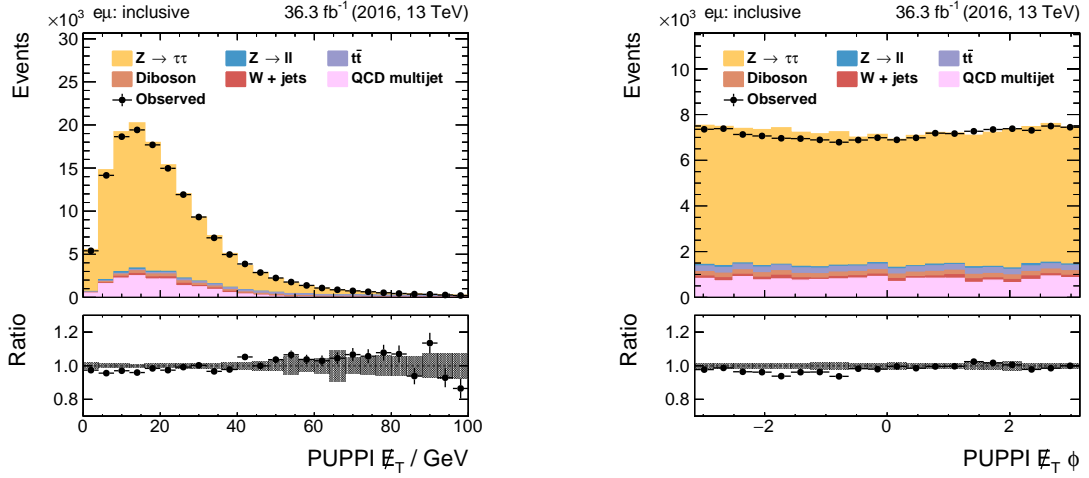 ×10³ eμ: inclusive 36.3 fb⁻¹ (2016, 13 TeV)
Events
30
25
20
15
10
5
0
Z → ττ Z → ll tt̄
Diboson W + jets QCD multijet
Observed
Ratio
1.2
1.0
0.8
0 20 40 60 80 100
PUPPI E̸_T / GeV
×10³ eμ: inclusive 36.3 fb⁻¹ (2016, 13 TeV)
Events
10
8
6
4
2
0
Z → ττ Z → ll tt̄
Diboson W + jets QCD multijet
Observed
Ratio
1.2
1.0
0.8
−2 0 2
PUPPI E̸_T ϕ